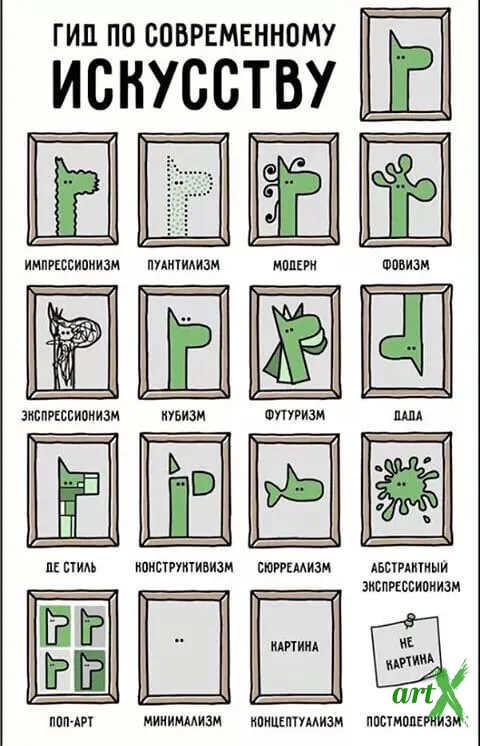 ГИД ПО СОВРЕМЕННОМУ
ИСКУССТВУ
ИМПРЕССИОНИЗМ
ПУАНТИЛИЗМ
МОДЕРН
ФОВИЗМ
ЭКСПРЕССИОНИЗМ
КУБИЗМ
ФУТУРИЗМ
ДАДА
ДЕ СТИЛЬ
КОНСТРУКТИВИЗМ
СЮРРЕАЛИЗМ
АБСТРАКТНЫЙ
ЭКСПРЕССИОНИЗМ
КАРТИНА
НЕ
КАРТИНА
artX
ПОП-АРТ
МИНИМАЛИЗМ
КОНЦЕПТУАЛИЗМ
ПОСТМОДЕРНИЗМ